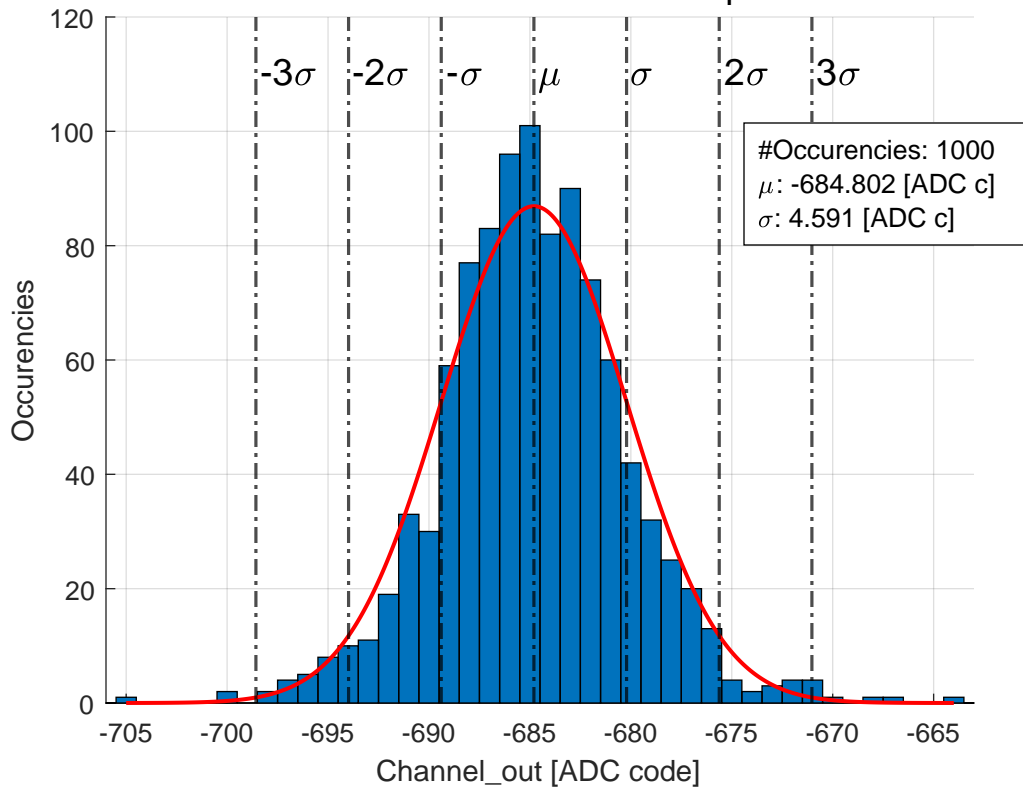 120
100
80
60
40
20
0
-3σ
-2σ
-σ
μ
σ
2σ
3σ
#Occurencies: 1000
μ: -684.802 [ADC c]
σ: 4.591 [ADC c]
Occurencies
-705
-700
-695
-690
-685
-680
-675
-670
-665
Channel_out [ADC code]